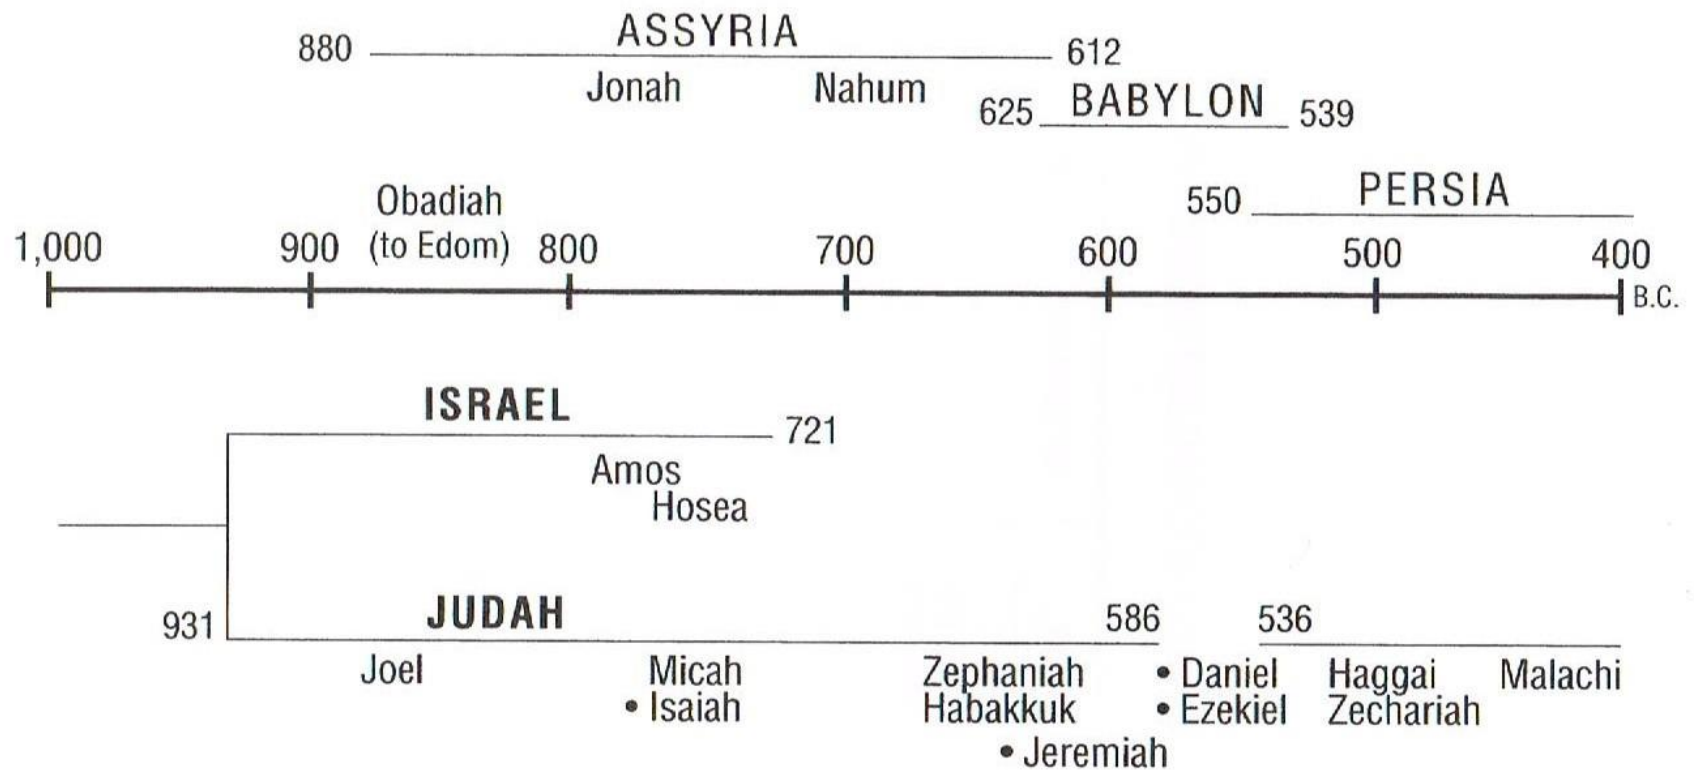 ASSYRIA
880 612
Jonah Nahum
625 BABYLON 539
Obadiah
(to Edom)
550 PERSIA
1,000 900 800 700 600 500 400
B.C.
ISRAEL
721
Amos
Hosea
931 JUDAH 586 536
Joel Micah Zephaniah • Daniel Haggai Malachi
• Isaiah Habakkuk • Ezekiel Zechariah
• Jeremiah